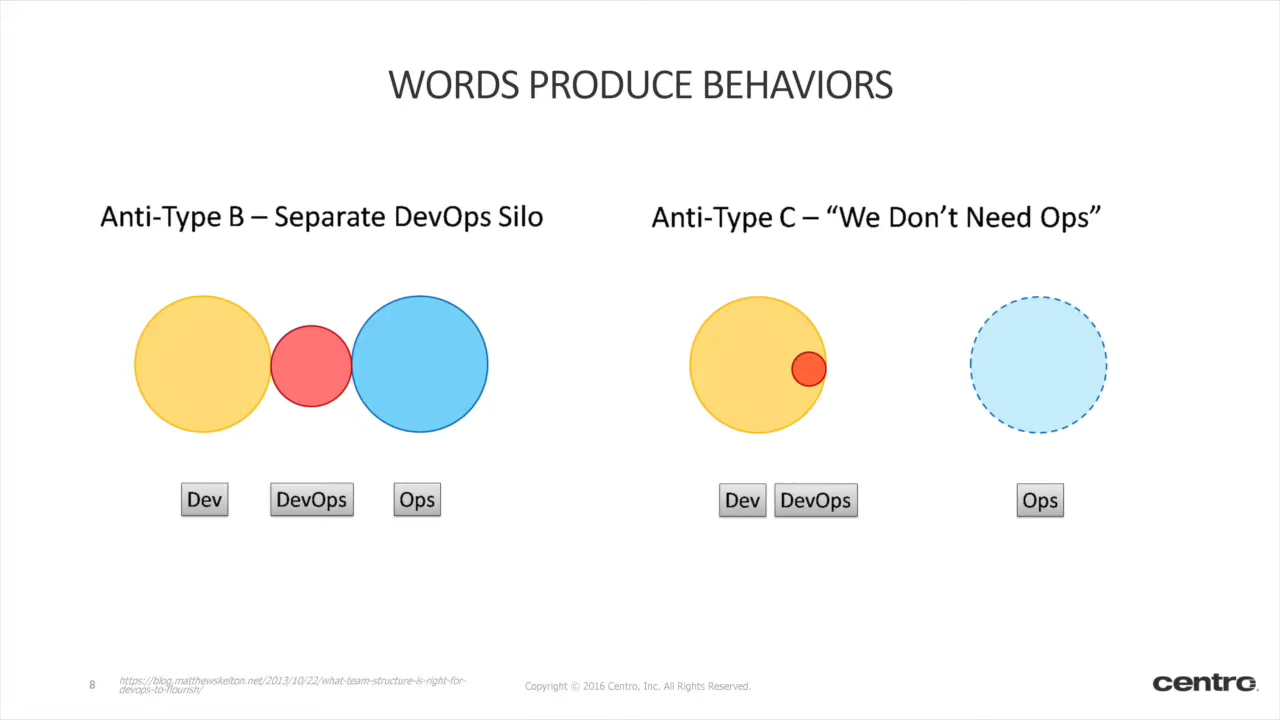 WORDS PRODUCE BEHAVIORS
Anti-Type B – Separate DevOps Silo
Anti-Type C – “We Don’t Need Ops”
Dev
DevOps
Ops
Dev
DevOps
Ops
8
https://blog.matthewskelton.net/2013/10/22/what-team-structure-is-right-for-
devops-to-flourish/
Copyright © 2016 Centro, Inc. All Rights Reserved.
centro